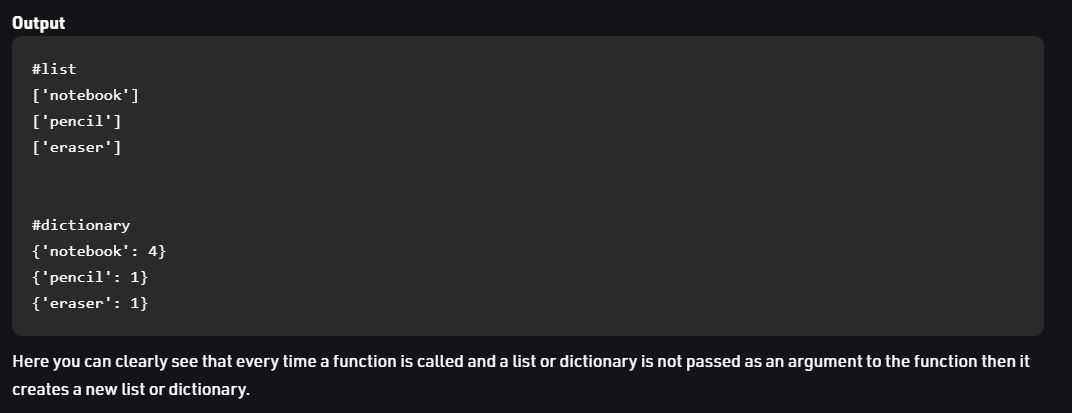 Output
#list
['notebook']
['pencil']
['eraser']
#dictionary
{'notebook': 4}
{'pencil': 1}
{'eraser': 1}
Here you can clearly see that every time a function is called and a list or dictionary is not passed as an argument to the function then it
creates a new list or dictionary.